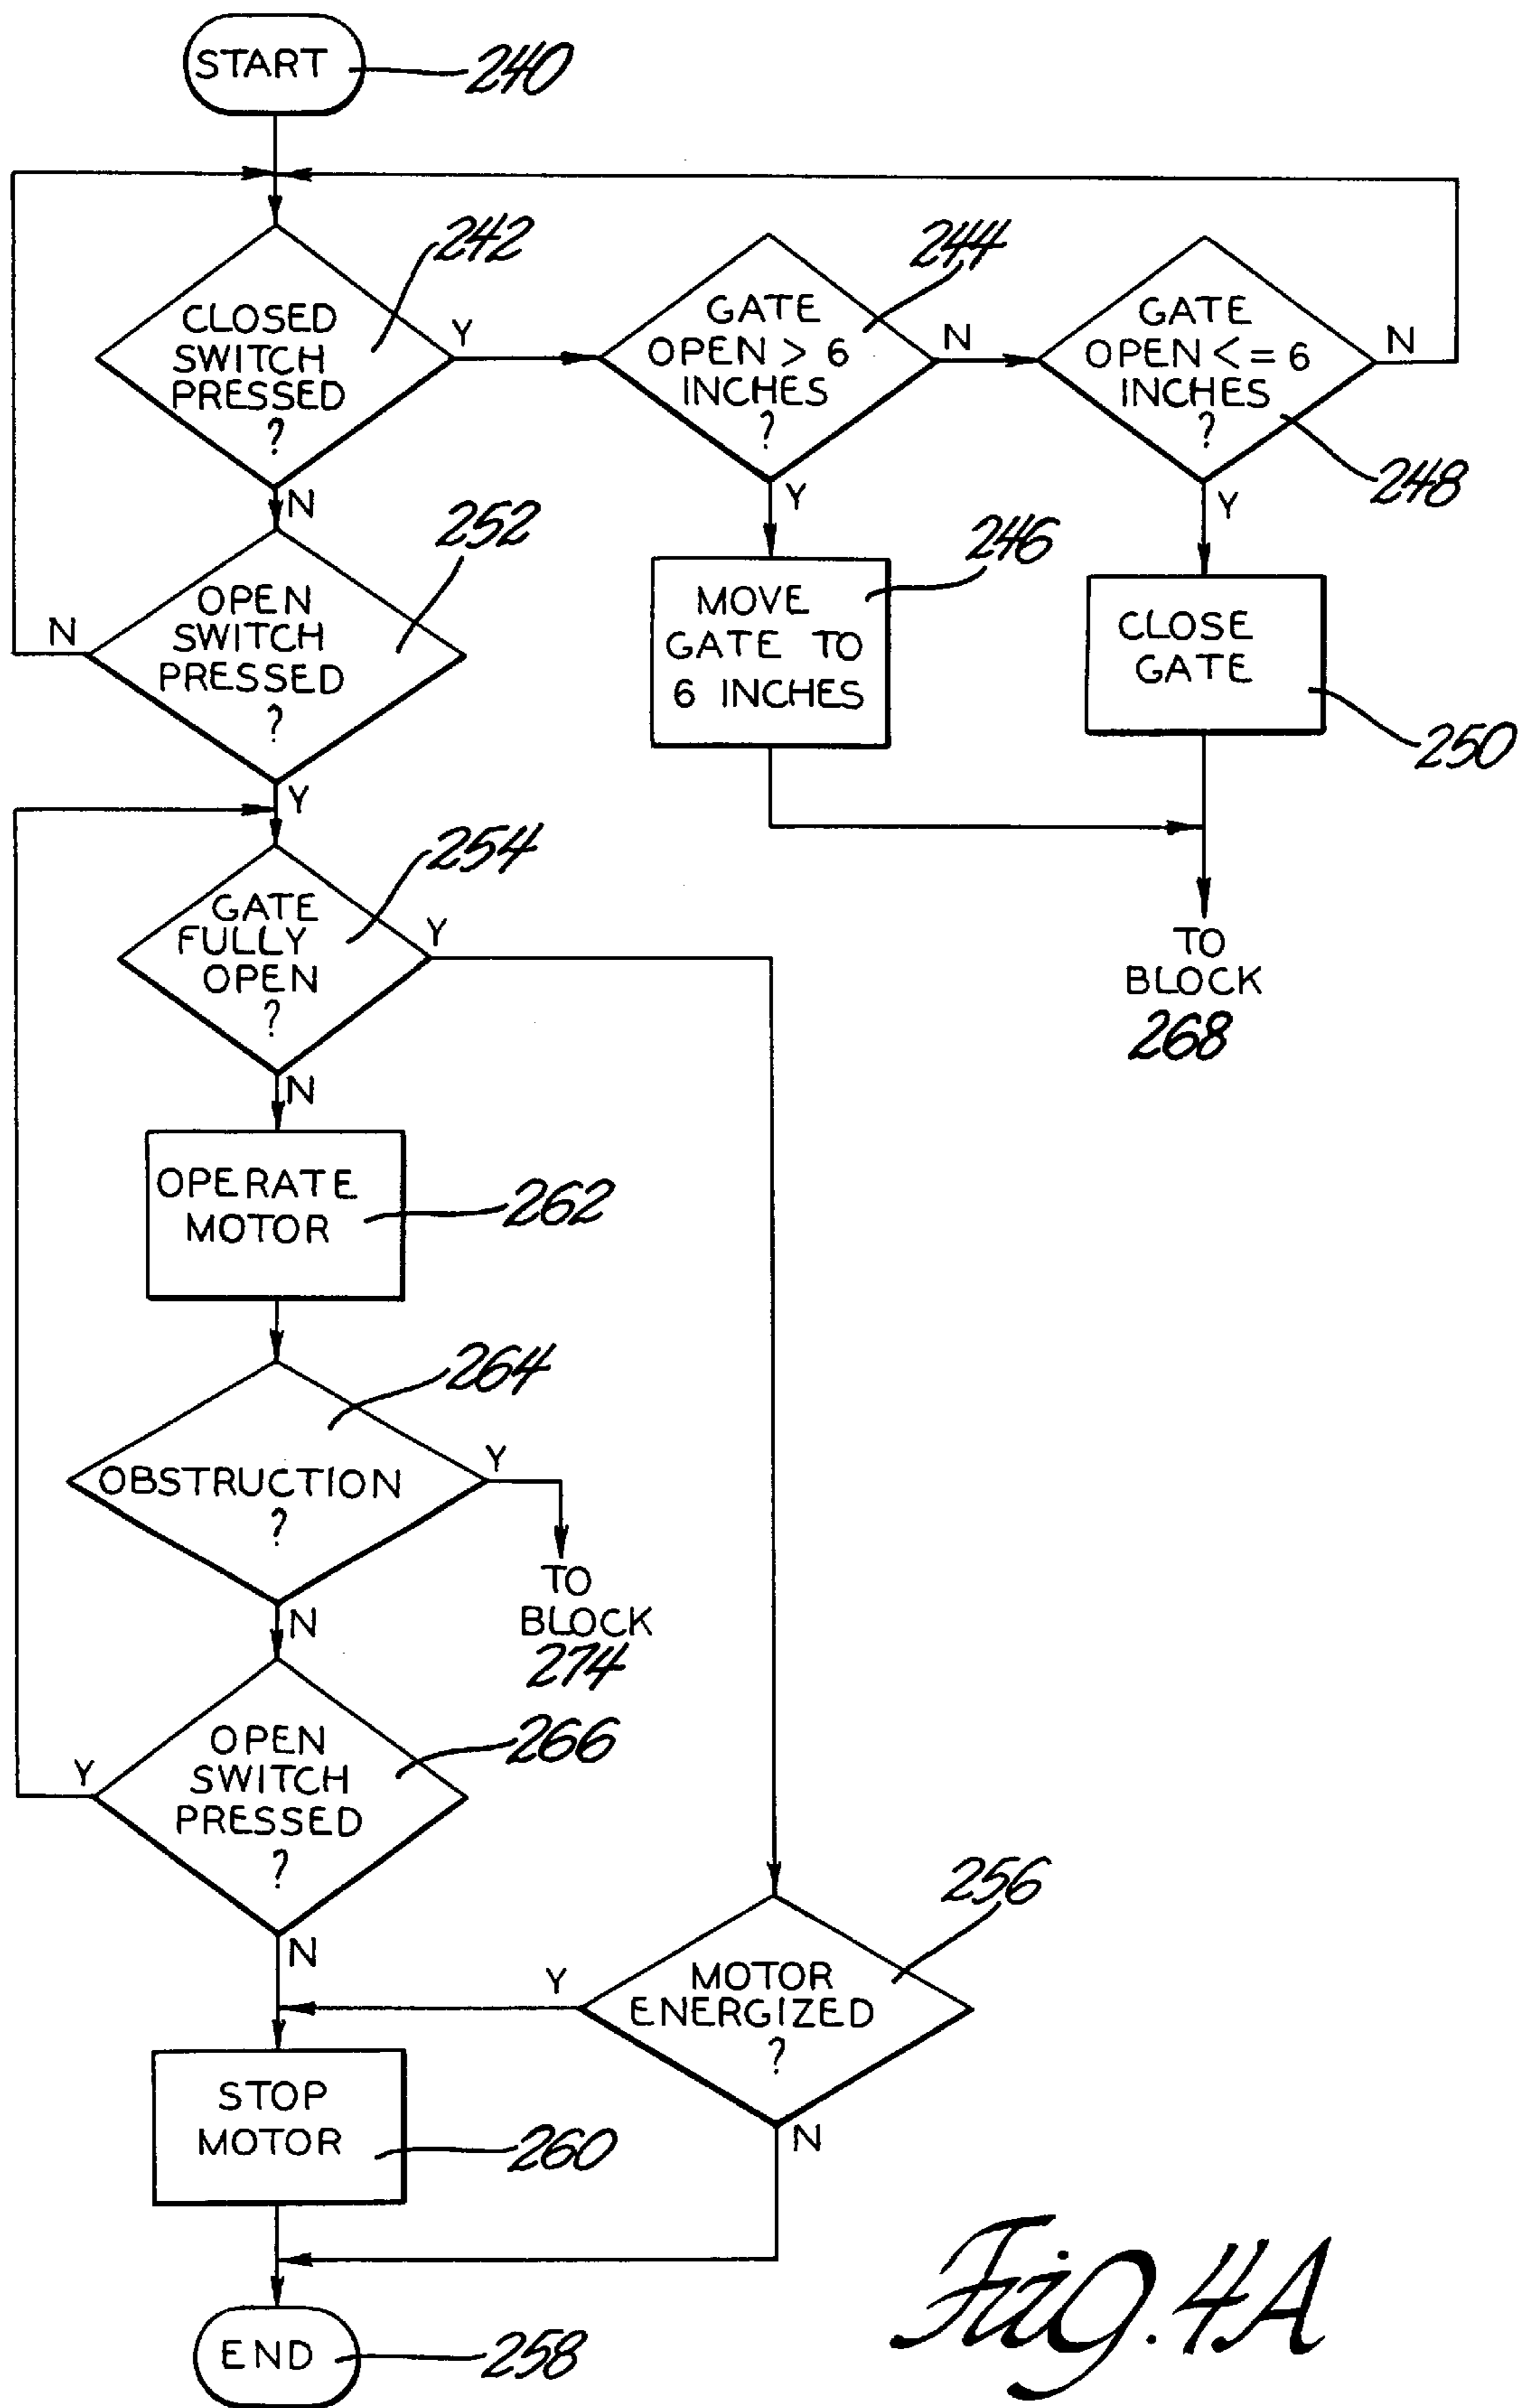 START
240
242
CLOSED
SWITCH
PRESSED
?
Y
N
244
GATE
OPEN > 6
INCHES
?
N
Y
GATE
OPEN <= 6
INCHES
?
N
248
Y
252
OPEN
SWITCH
PRESSED
?
N
Y
246
MOVE
GATE TO
6 INCHES
CLOSE
GATE
250
TO
BLOCK
268
254
GATE
FULLY
OPEN
?
Y
N
OPERATE
MOTOR
262
264
OBSTRUCTION
?
Y
TO
BLOCK
274
N
OPEN
SWITCH
PRESSED
?
266
Y
N
256
MOTOR
ENERGIZED
?
Y
N
STOP
MOTOR
260
END
258
Fig. 4A